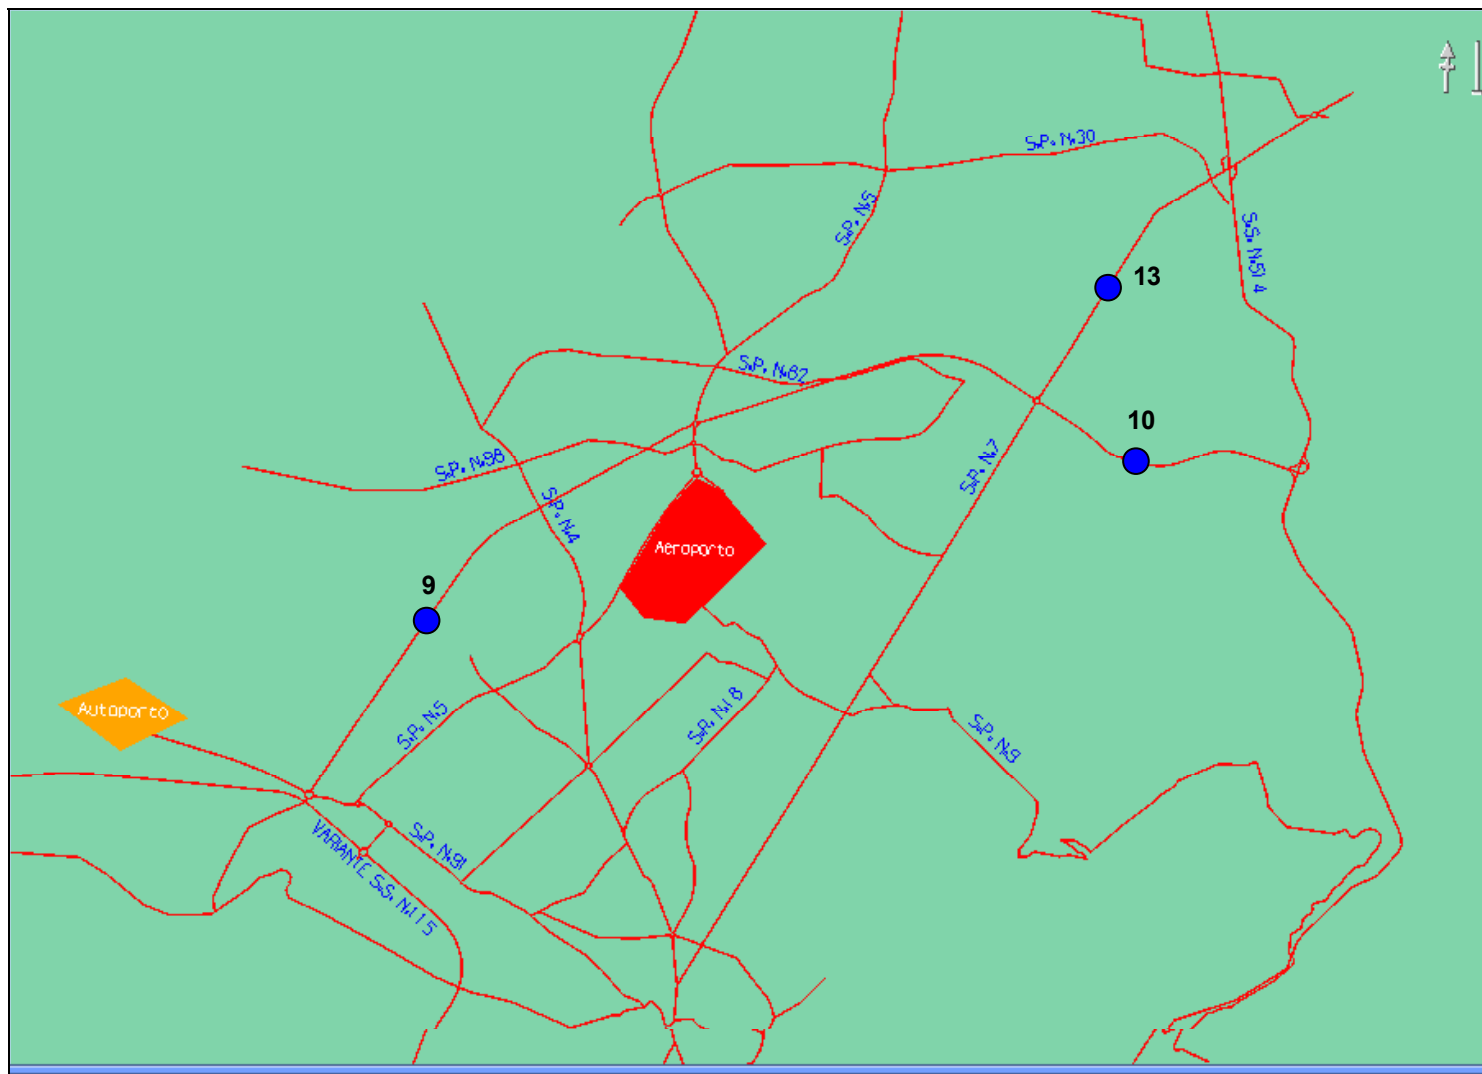 S.P. N.30
S.P. N.5
S.S. N.514
13
S.P. N.82
10
S.P. N.98
S.P. N.7
S.P. N.4
Aeroporto
9
Autoporto
S.P. N.5
S.P. N.18
S.P. N.9
S.P. N.91
VARIANTE S.S. N.115